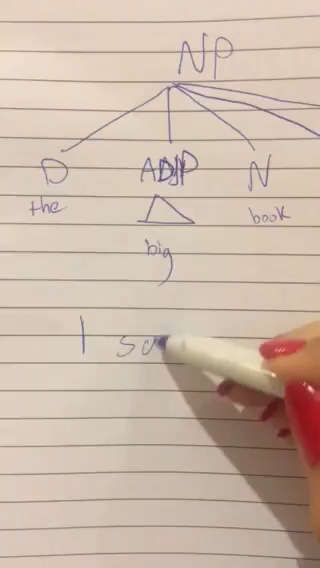 NP
D ADJP N
the book
big
I sa